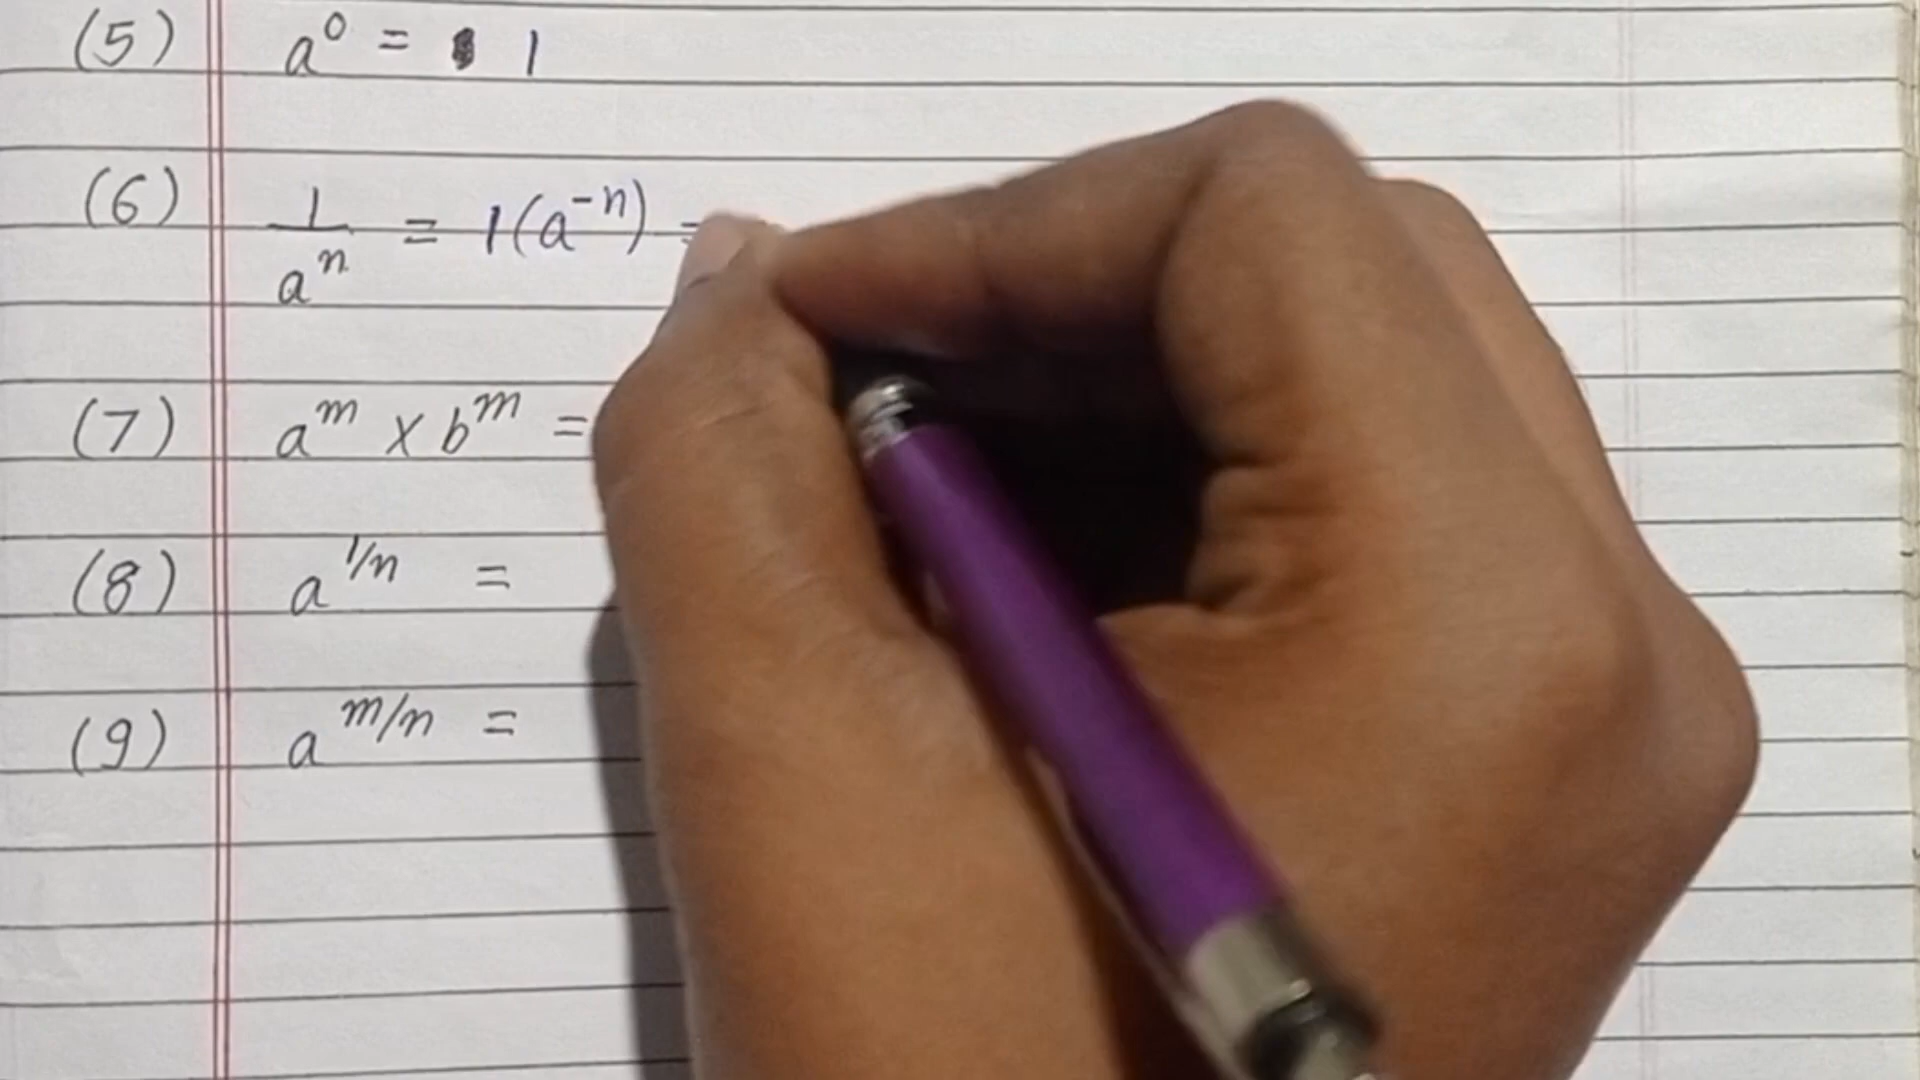 (5) a⁰ = 1
(6) 1/aⁿ = 1(a⁻ⁿ) =
(7) aᵐ × bᵐ =
(8) a^1/n =
(9) a^m/n =